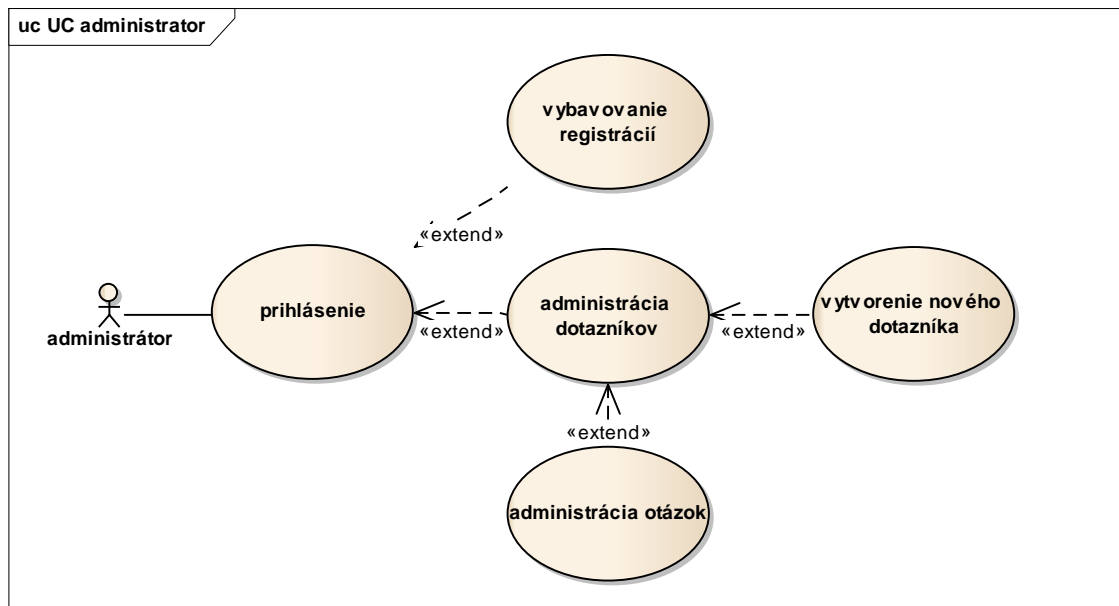 uc UC administrator
vybavovanie
registrácií
«extend»
prihlásenie
administrácia
dotazníkov
vytvorenie nového
dotazníka
«extend»
«extend»
administrátor
«extend»
administrácia otázok